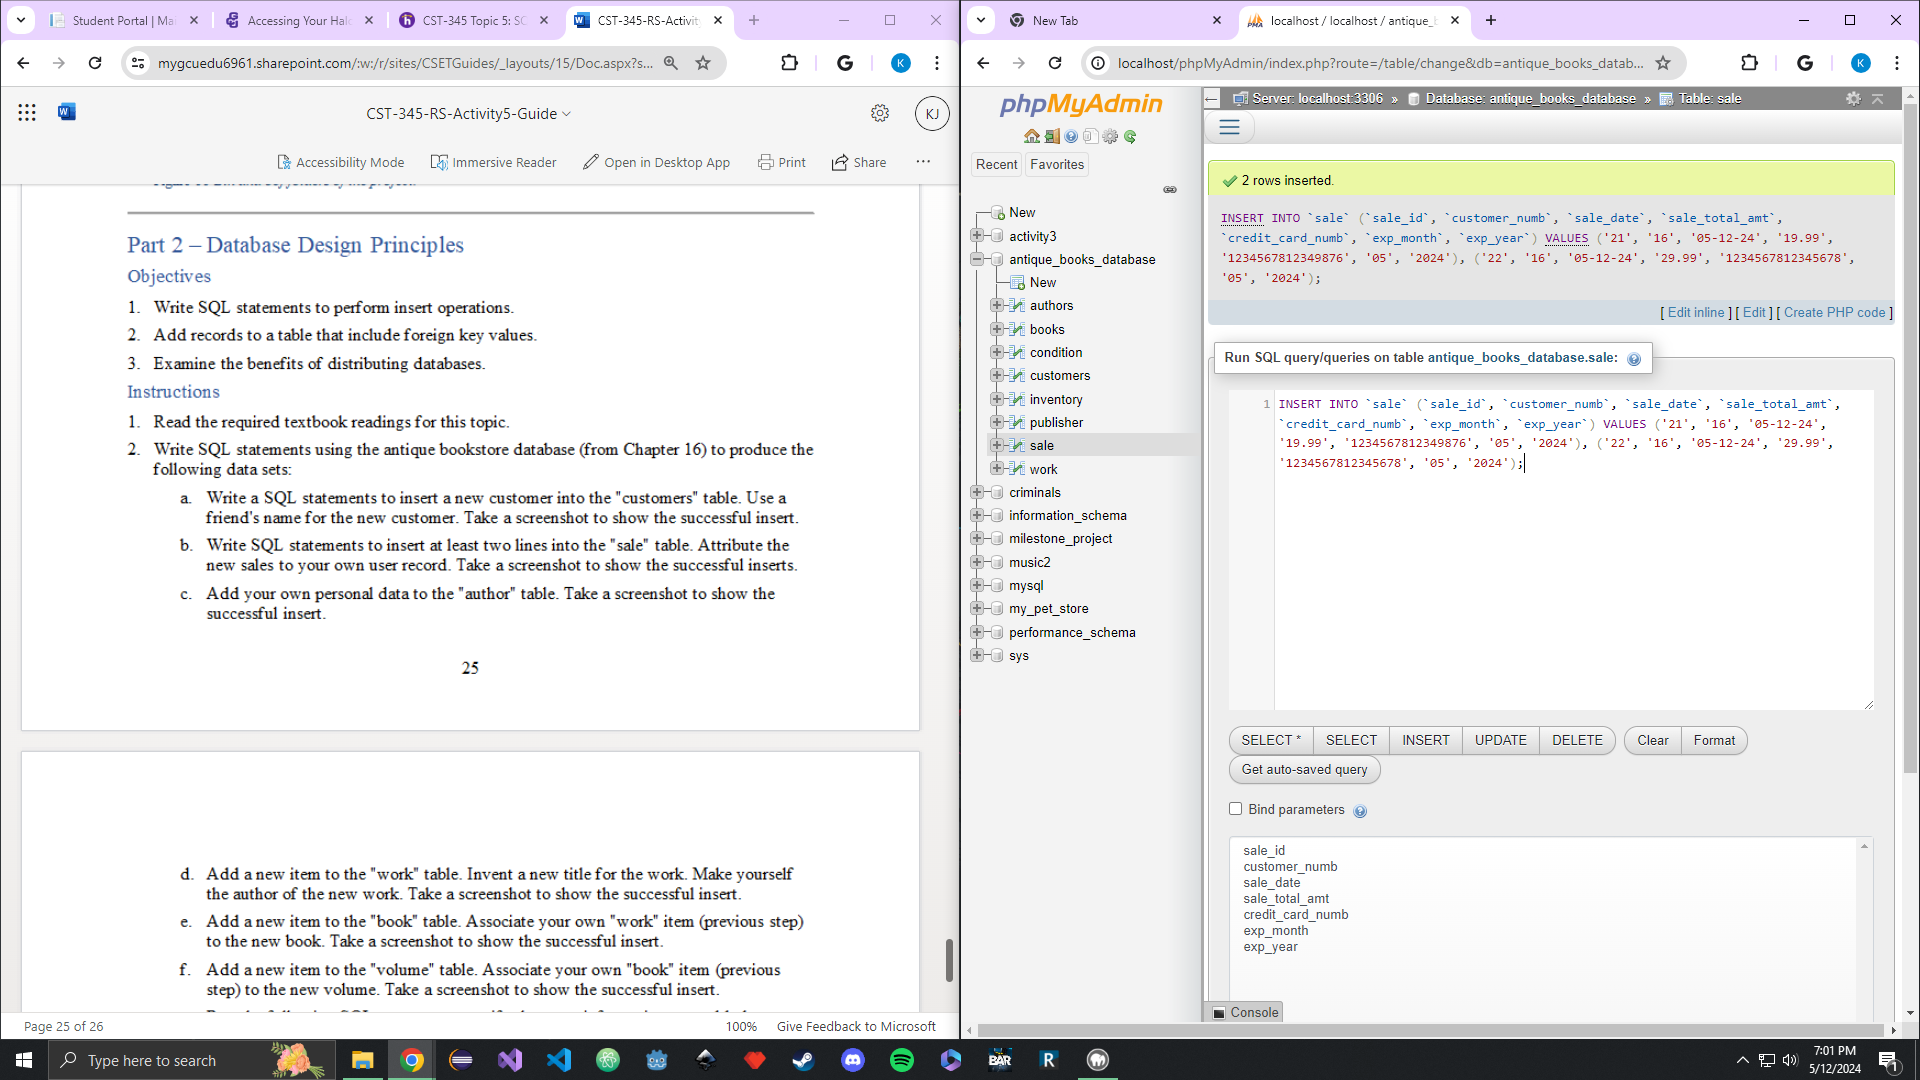 Student Portal | Mai
Accessing Your Halo
CST-345 Topic 5: SC
CST-345-RS-Activity
mygcuedu6961.sharepoint.com/:w:/r/sites/CSETGuides/_layouts/15/Doc.aspx?s...
K
CST-345-RS-Activity5-Guide
KJ
Accessibility Mode
Immersive Reader
Open in Desktop App
Print
Share
Part 2 – Database Design Principles
Objectives
1. Write SQL statements to perform insert operations.
2. Add records to a table that include foreign key values.
3. Examine the benefits of distributing databases.
Instructions
1. Read the required textbook readings for this topic.
2. Write SQL statements using the antique bookstore database (from Chapter 16) to produce the
following data sets:
a. Write a SQL statements to insert a new customer into the "customers" table. Use a
friend's name for the new customer. Take a screenshot to show the successful insert.
b. Write SQL statements to insert at least two lines into the "sale" table. Attribute the
new sales to your own user record. Take a screenshot to show the successful inserts.
c. Add your own personal data to the "author" table. Take a screenshot to show the
successful insert.
25
d. Add a new item to the "work" table. Invent a new title for the work. Make yourself
the author of the new work. Take a screenshot to show the successful insert.
e. Add a new item to the "book" table. Associate your own "work" item (previous step)
to the new book. Take a screenshot to show the successful insert.
f. Add a new item to the "volume" table. Associate your own "book" item (previous
step) to the new volume. Take a screenshot to show the successful insert.
Page 25 of 26
100%
Give Feedback to Microsoft
New Tab
localhost / localhost / antique_b
localhost/phpMyAdmin/index.php?route=/table/change&db=antique_books_datab...
K
phpMyAdmin
Recent
Favorites
New
activity3
antique_books_database
New
authors
books
condition
customers
inventory
publisher
sale
work
criminals
information_schema
milestone_project
music2
mysql
my_pet_store
performance_schema
sys
Server: localhost:3306 » Database: antique_books_database » Table: sale
2 rows inserted.
INSERT INTO `sale` (`sale_id`, `customer_numb`, `sale_date`, `sale_total_amt`,
`credit_card_numb`, `exp_month`, `exp_year`) VALUES ('21', '16', '05-12-24', '19.99',
'1234567812349876', '05', '2024'), ('22', '16', '05-12-24', '29.99', '1234567812345678',
'05', '2024');
[ Edit inline ] [ Edit ] [ Create PHP code ]
Run SQL query/queries on table antique_books_database.sale:
1 INSERT INTO `sale` (`sale_id`, `customer_numb`, `sale_date`, `sale_total_amt`,
`credit_card_numb`, `exp_month`, `exp_year`) VALUES ('21', '16', '05-12-24',
'19.99', '1234567812349876', '05', '2024'), ('22', '16', '05-12-24', '29.99',
'1234567812345678', '05', '2024');
SELECT *
SELECT
INSERT
UPDATE
DELETE
Clear
Format
Get auto-saved query
Bind parameters
sale_id
customer_numb
sale_date
sale_total_amt
credit_card_numb
exp_month
exp_year
Console
Type here to search
BAR
R
7:01 PM
5/12/2024
1